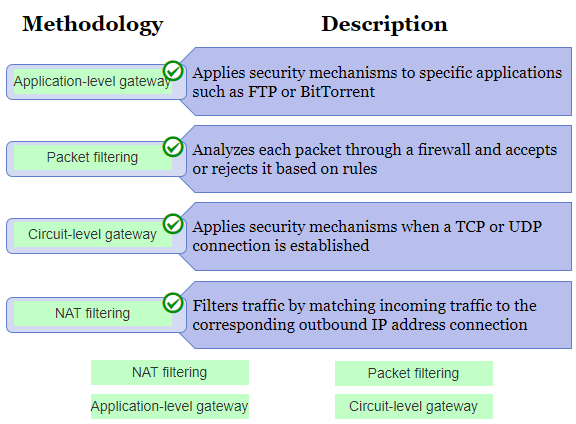 Methodology Description
Application-level gateway
Applies security mechanisms to specific applications
such as FTP or BitTorrent
Packet filtering
Analyzes each packet through a firewall and accepts
or rejects it based on rules
Circuit-level gateway
Applies security mechanisms when a TCP or UDP
connection is established
NAT filtering
Filters traffic by matching incoming traffic to the
corresponding outbound IP address connection
NAT filtering Packet filtering
Application-level gateway Circuit-level gateway